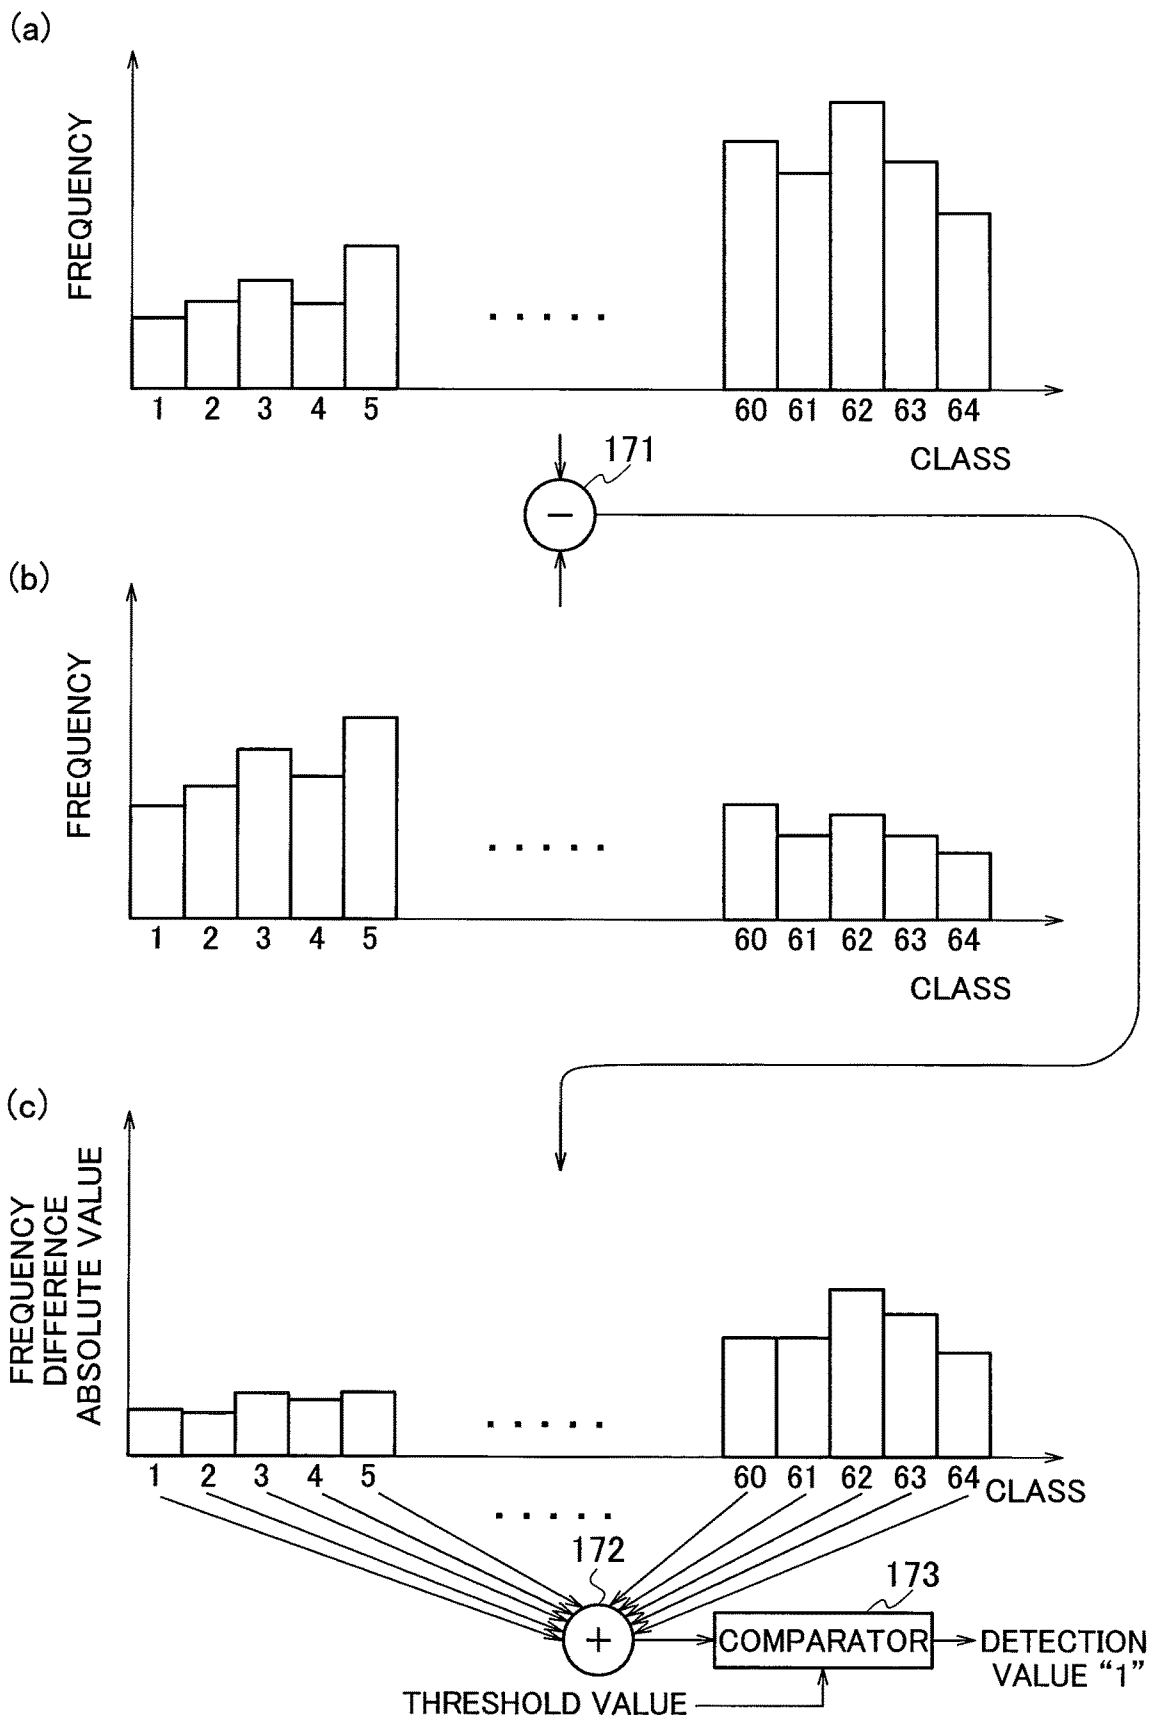 (a)
FREQUENCY
1 2 3 4 5 60 61 62 63 64
CLASS
171
−
(b)
FREQUENCY
1 2 3 4 5 60 61 62 63 64
CLASS
(c)
FREQUENCY
DIFFERENCE
ABSOLUTE VALUE
1 2 3 4 5 60 61 62 63 64
CLASS
172
173
+
COMPARATOR
DETECTION
VALUE “1”
THRESHOLD VALUE